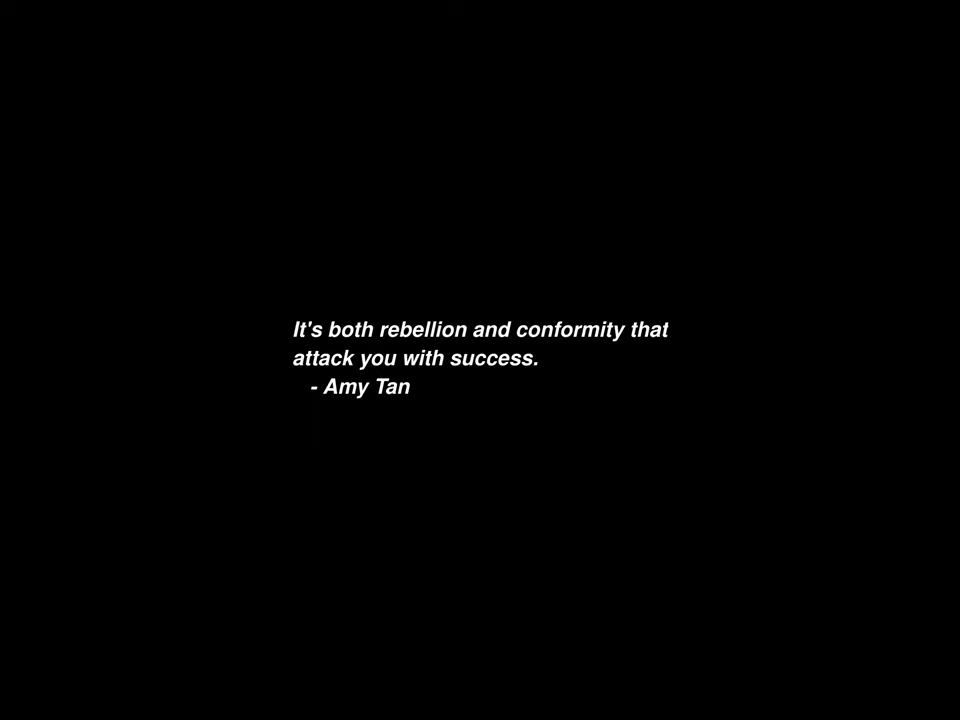 It's both rebellion and conformity that
attack you with success.
- Amy Tan